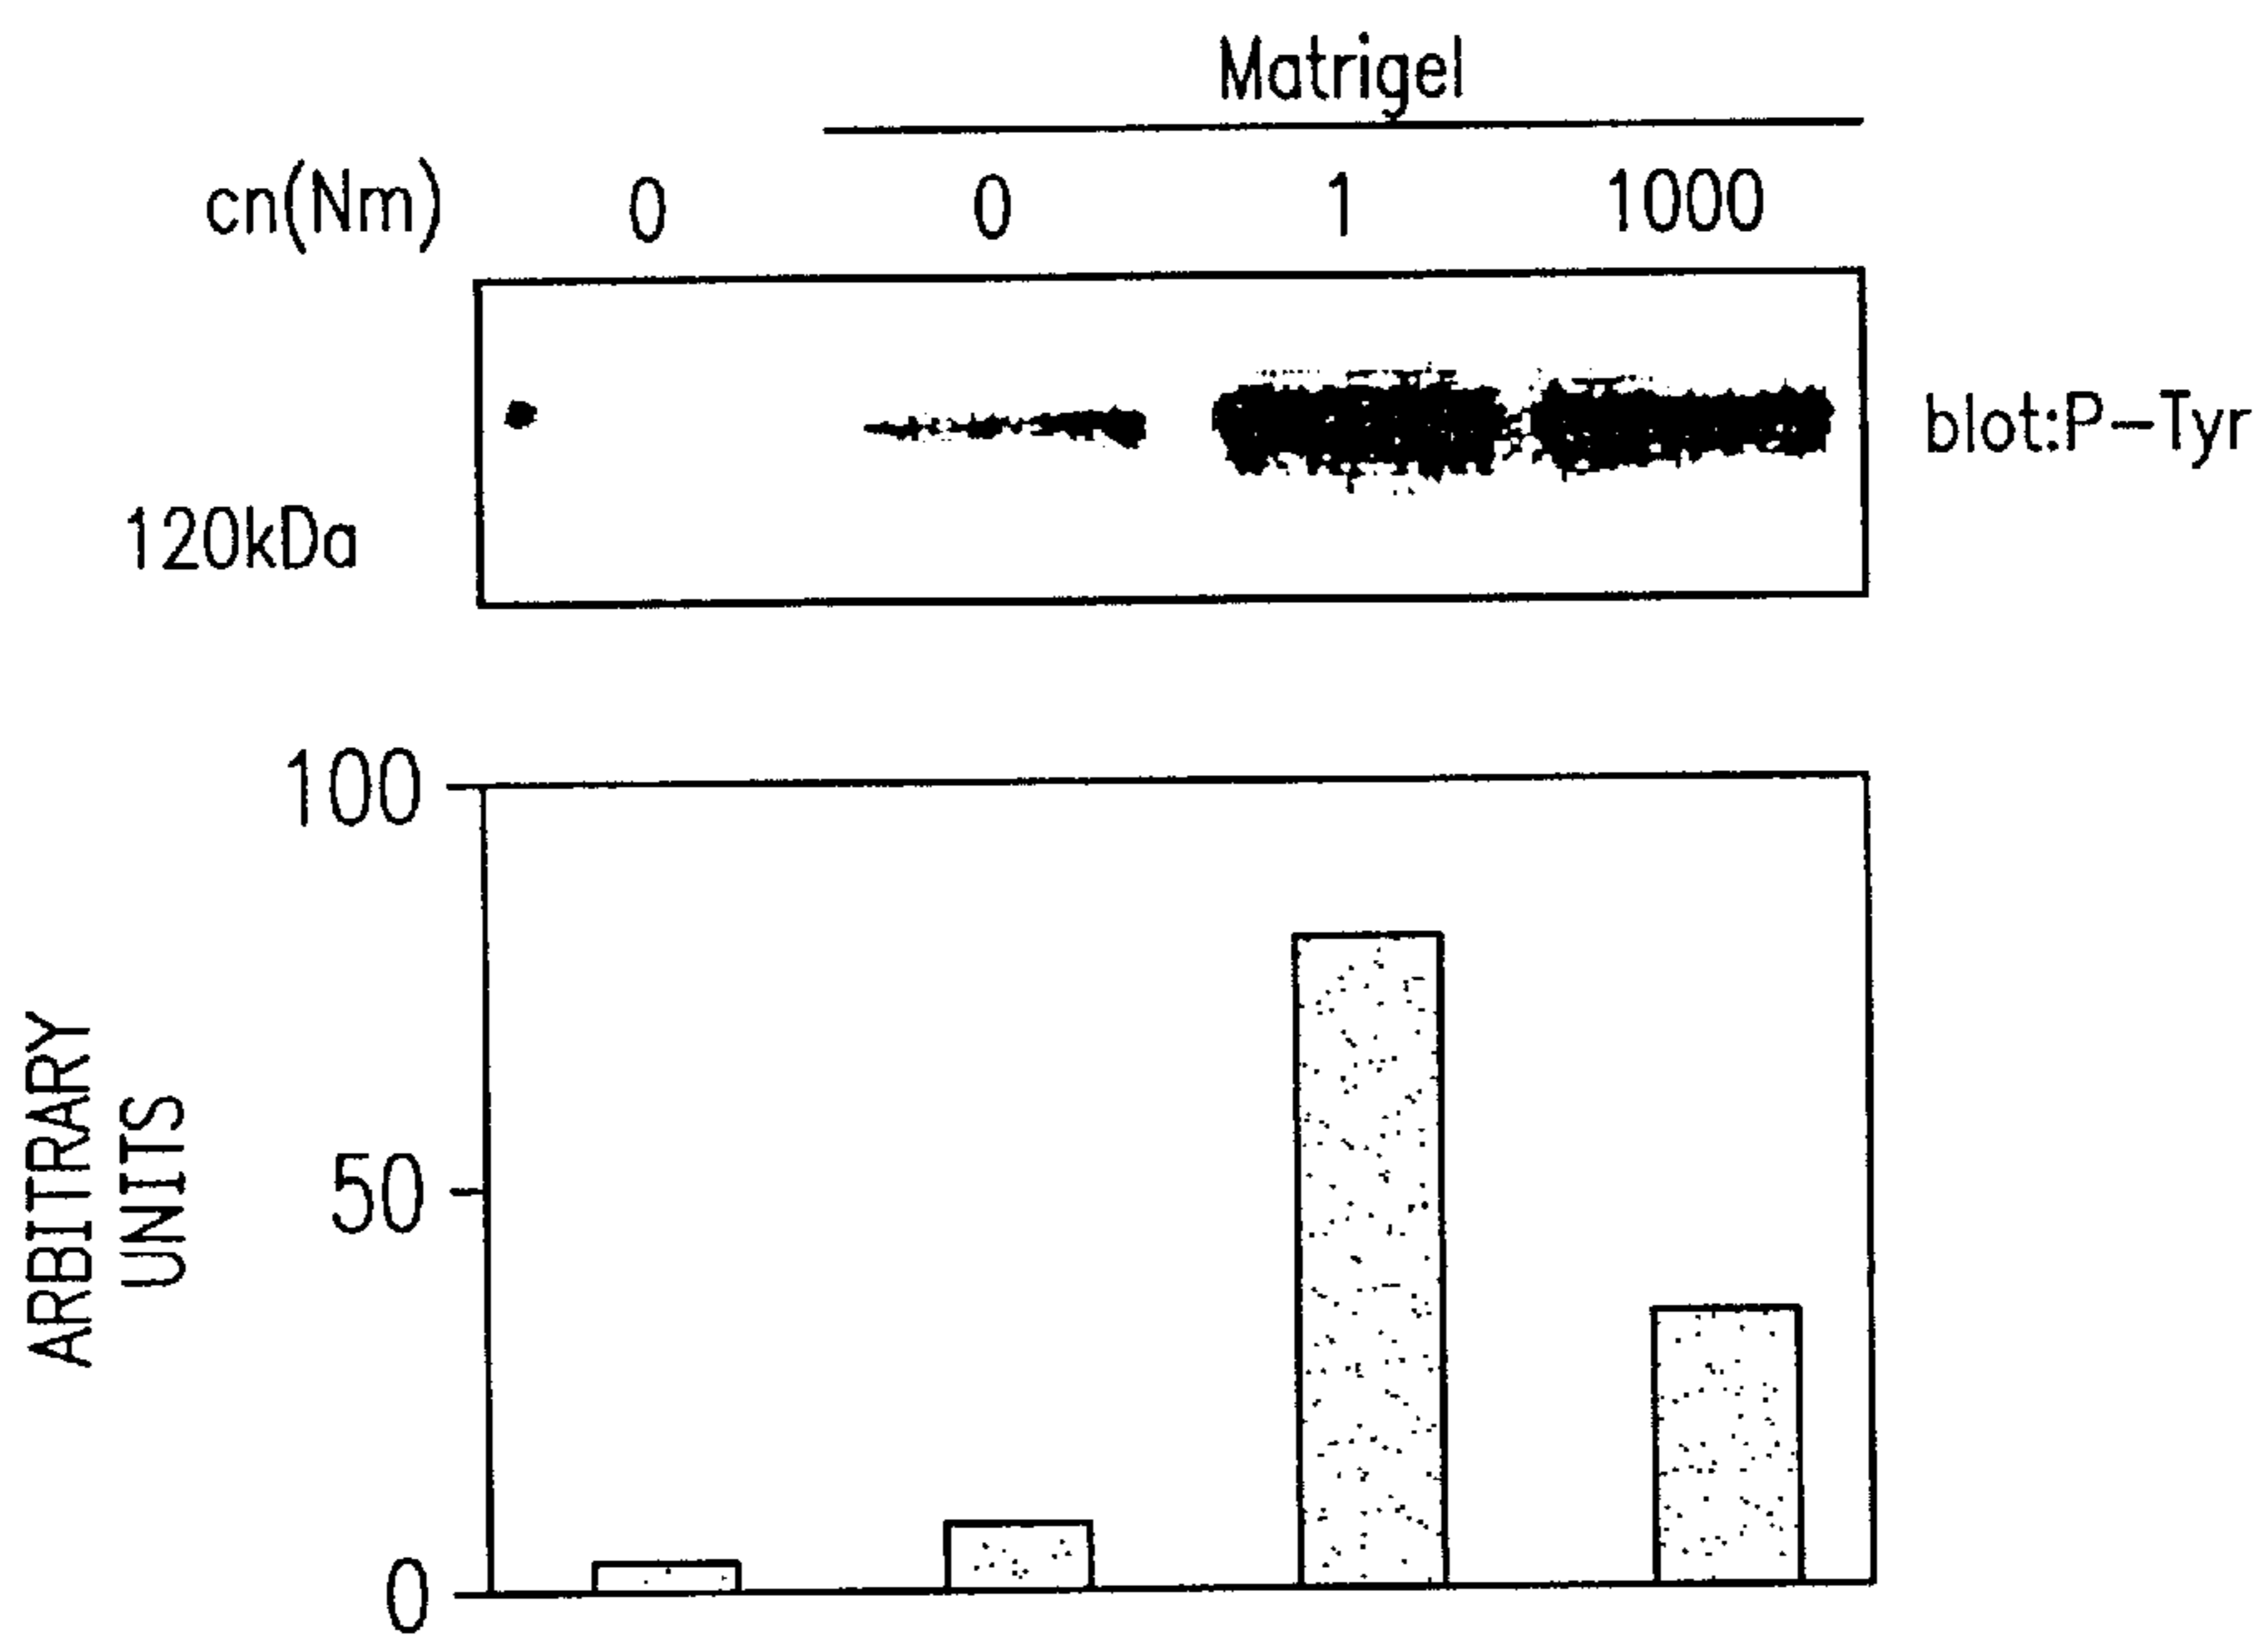 Matrigel
cn(Nm) 0 0 1 1000
blot:P-Tyr
120kDa
100
50
0
ARBITRARY
UNITS